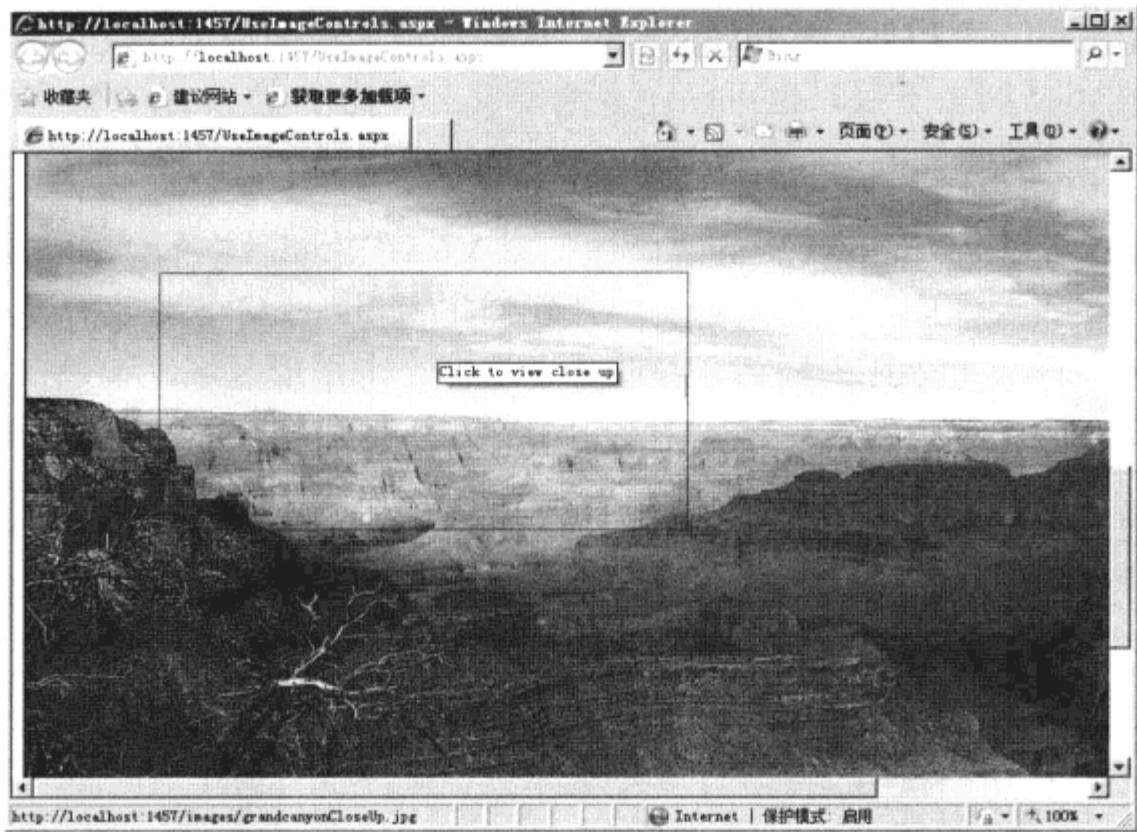 http://localhost:1457/UseImageControls.aspx - Windows Internet Explorer
http://localhost:1457/UseImageControls.aspx
Bing
收藏夹 建议网站 获取更多加载项
http://localhost:1457/UseImageControls.aspx
页面(P) 安全(S) 工具(O)
Click to view close up
http://localhost:1457/images/grandcanyonCloseUp.jpg
Internet | 保护模式: 启用
100%